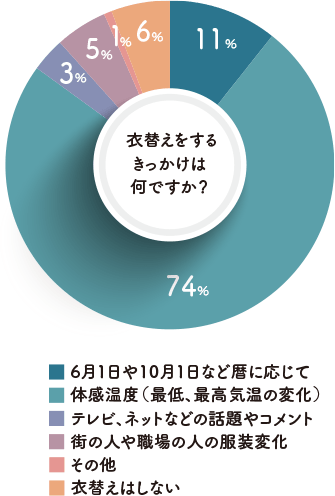 11%
74%
3%
5%
1%
6%
衣替えをする
きっかけは
何ですか？
6月1日や10月1日など暦に応じて
体感温度（最低、最高気温の変化）
テレビ、ネットなどの話題やコメント
街の人や職場の人の服装変化
その他
衣替えはしない